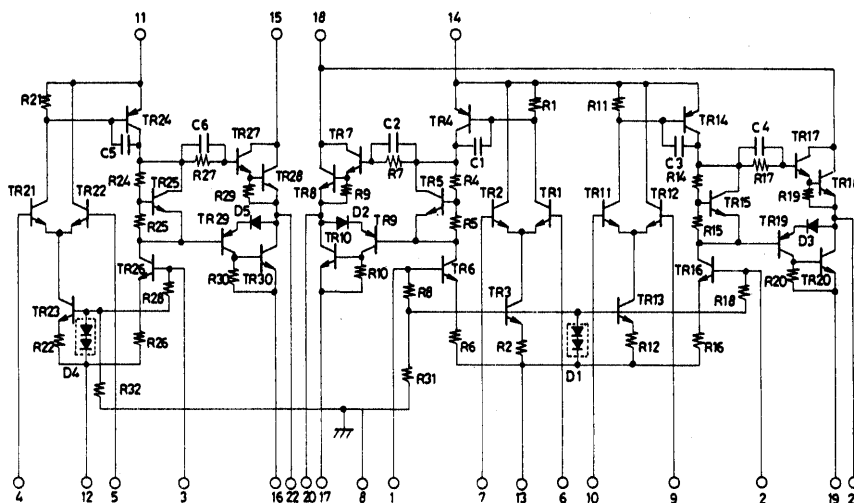 11 15 18 14
R21 TR24 C6 TR27 TR7 C2 TR4 R1 R11 TR14 C4 TR17
C5 R27 TR28 R7 C1 C3 R17
R24 TR25 R29 TR8 R9 TR5 R4 R14 R19
TR21 TR22 D5 D2 TR2 TR1 TR11 TR12 TR15
R25 TR29 TR10 TR9 R5 R15 TR19 D3
TR26 R30 TR30 R10 TR6 TR16 R20 TR20
TR23 R28 R8 TR3 TR13 R18
R22 R26 R6 R2 R12 R16
D4 R32 R31 D1
4 12 5 3 16 22 20 17 8 1 7 13 6 10 9 2 19